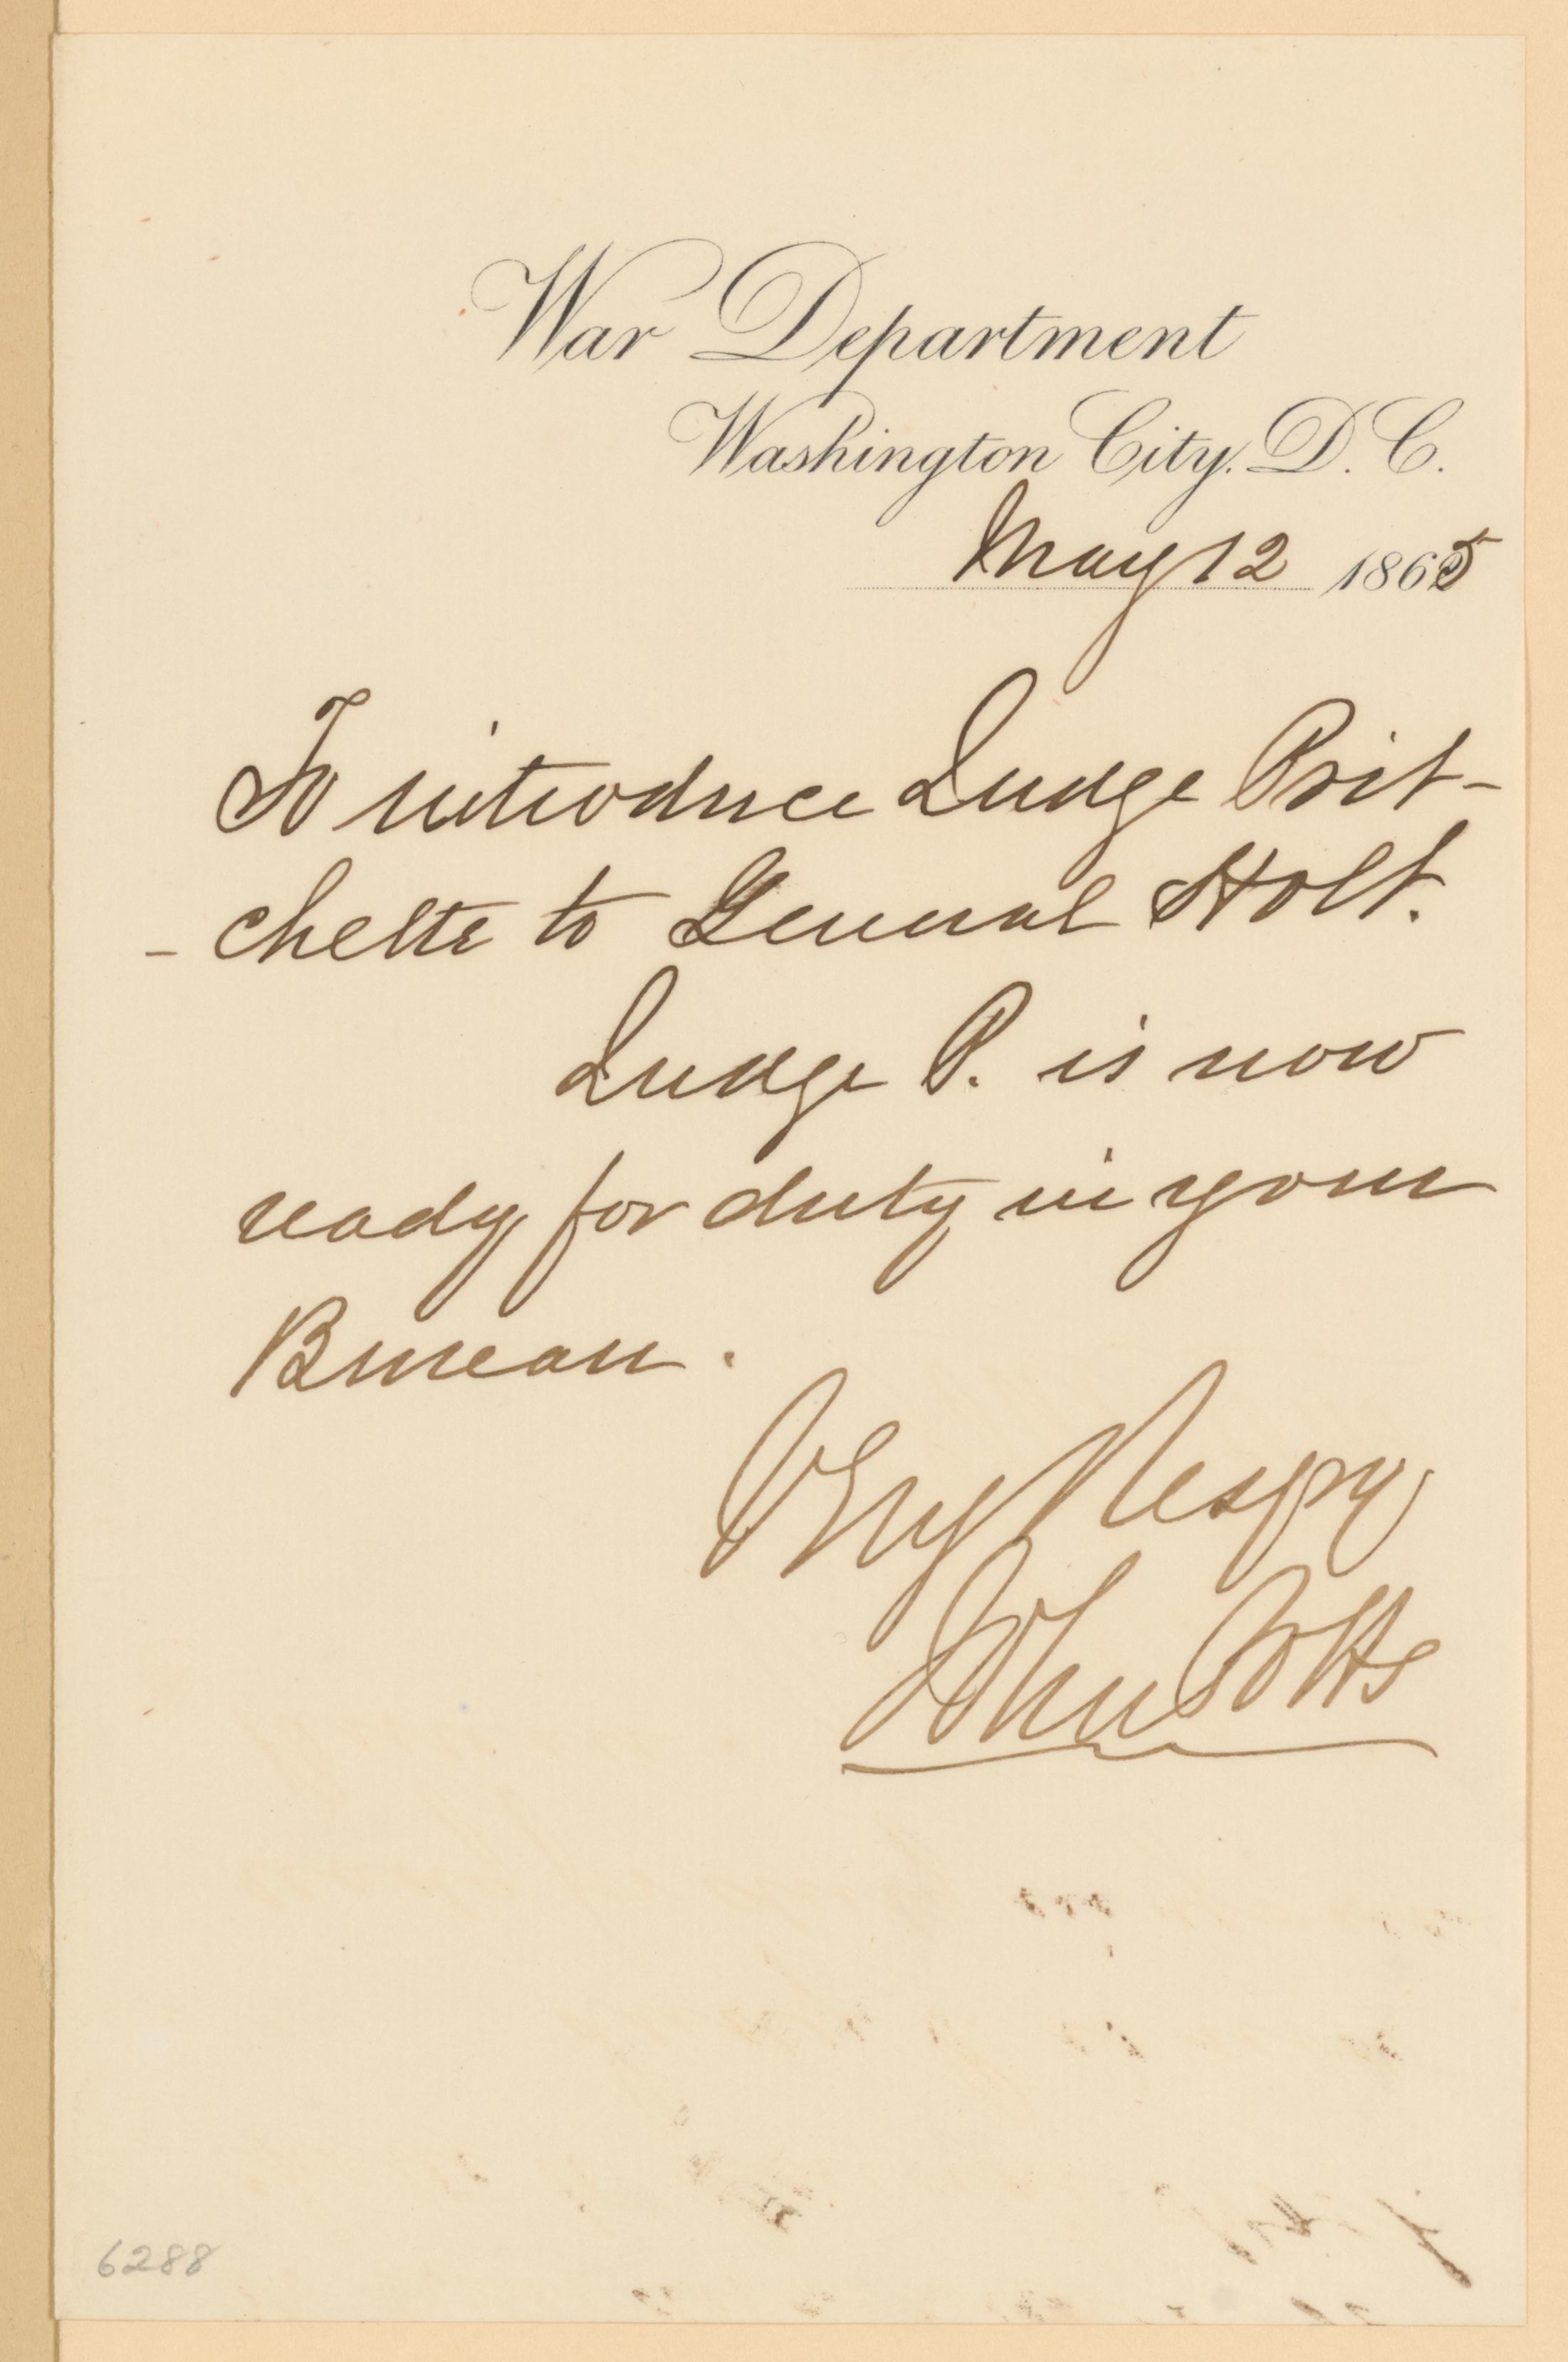 War Department
Washington City, D. C.
May 12 1865
To introduce Judge Prit-
-chette to General Holt.
Judge P. is now
ready for duty in your
Bureau.
Very Respy
John Potts
6288